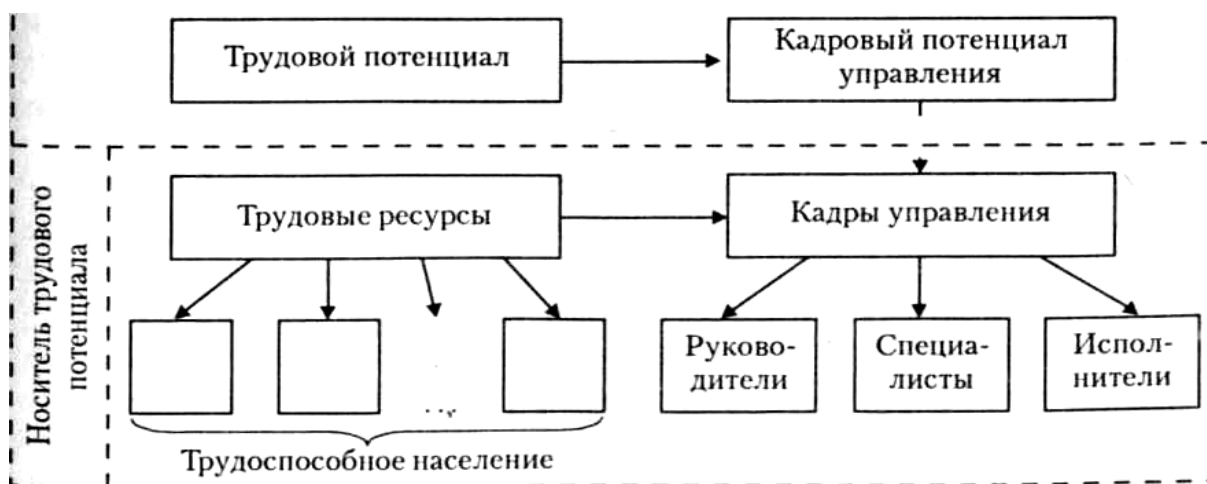 Трудовой потенциал
Кадровый потенциал
управления
Носитель трудового
потенциала
Трудовые ресурсы
Кадры управления
...
Руково-
дители
Специа-
листы
Испол-
нители
Трудоспособное население